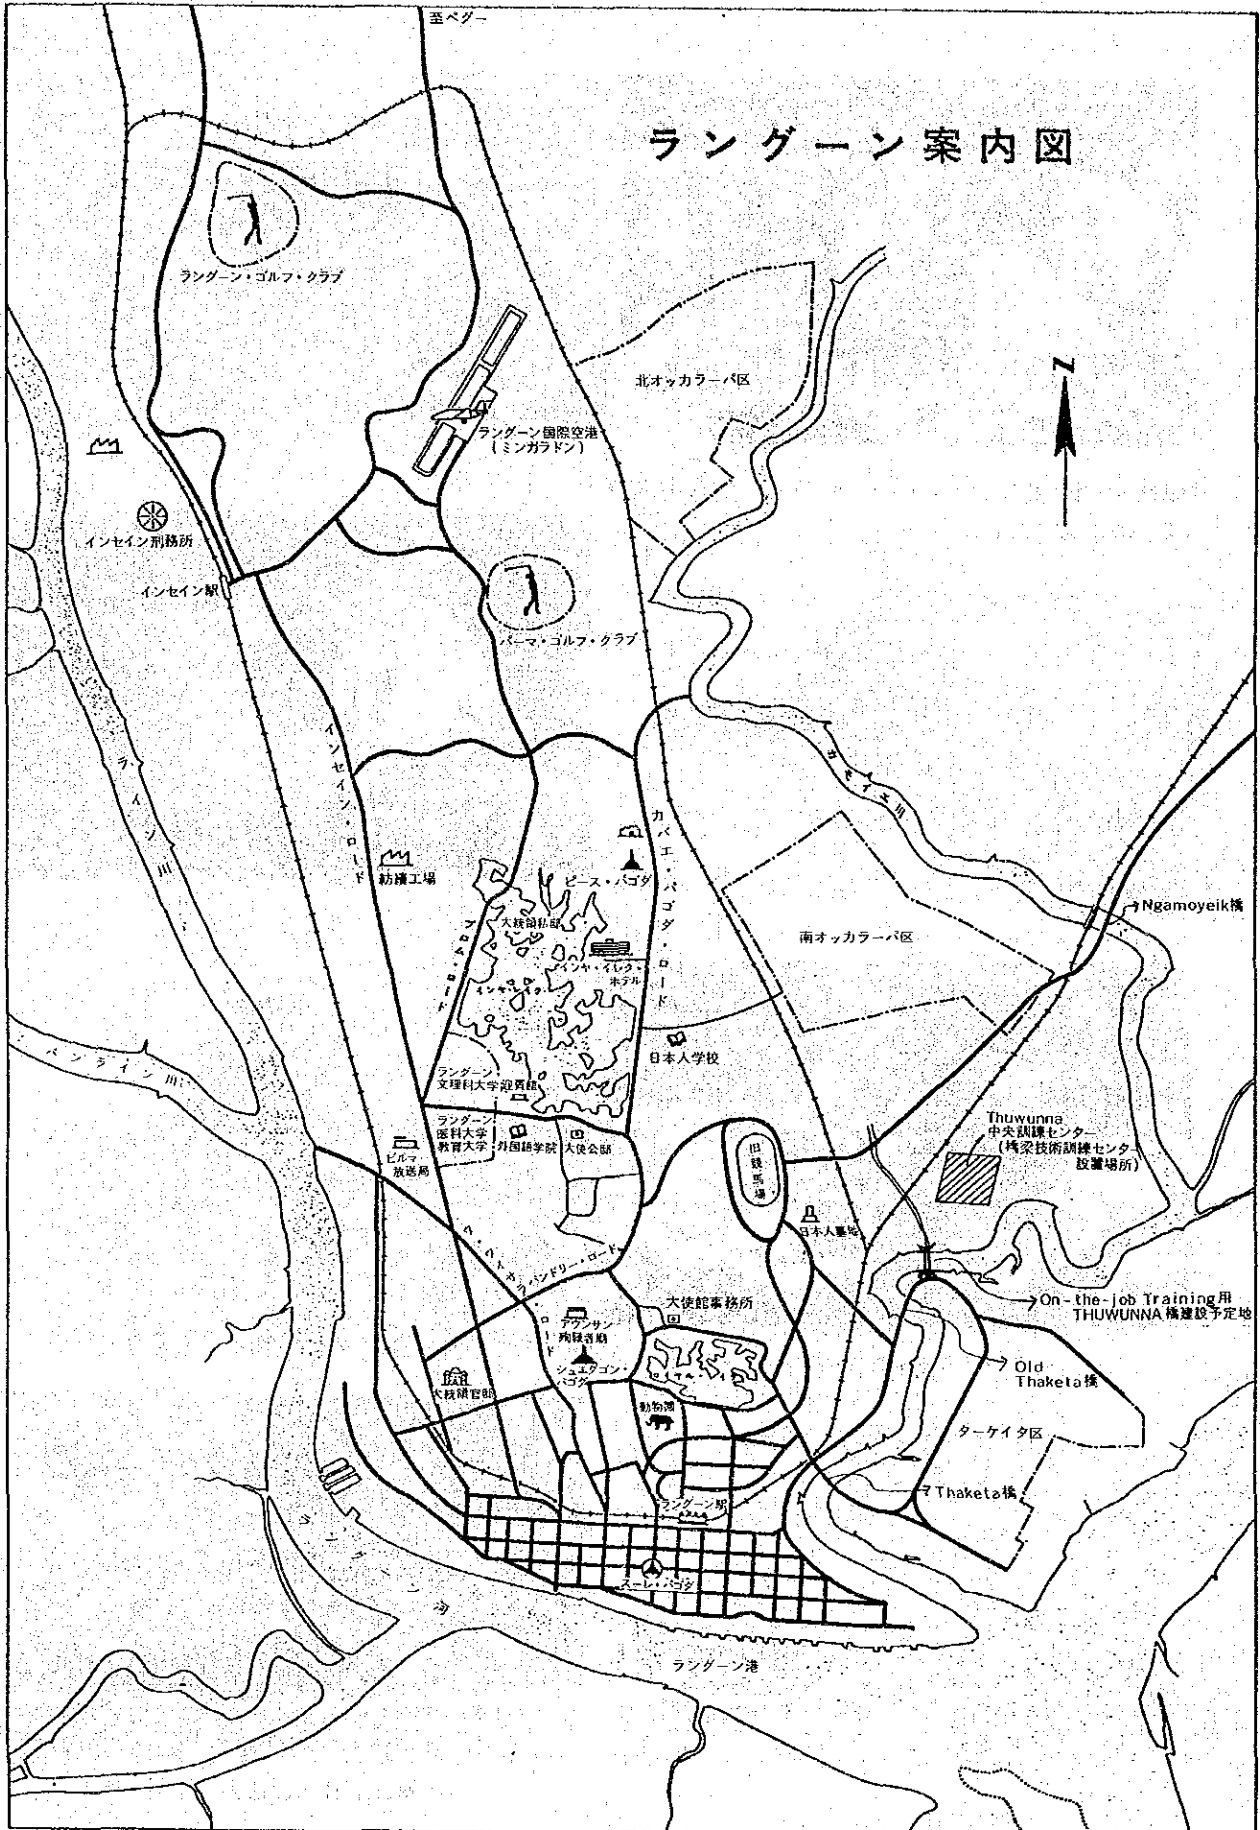 至ペグー
ラングーン案内図
ラングーン・ゴルフ・クラブ
北オッカラーパ区
N
ラングーン国際空港
(ミンガラドン)
インセイン刑務所
インセイン駅
バーマ・ゴルフ・クラブ
ライン川
インセイン・ロード
カバエ・パゴダ・ロード
紡績工場
ピース・パゴダ
大統領私邸
プロム・ロード
インヤ・レイク・
ホテル
インヤ・レイク
南オッカラーパ区
Ngamoyeik橋
パンライン川
日本人学校
ラングーン
文理科大学
迎賓館
ラングーン
医科大学
教育大学
外国語学院
大使公邸
ビルマ
放送局
旧競馬場
Thuwunna
中央訓練センター
(橋梁技術訓練センター
設置場所)
日本人墓地
On-the-job Training用
THUWUNNA橋建設予定地
大使館事務所
アウンサン
殉難者廟
シュエダゴン・
パゴダ
大統領官邸
動物園
Old
Thaketa橋
ターケイタ区
Thaketa橋
ラングーン駅
スーレ・パゴダ
ラングーン河
ラングーン港